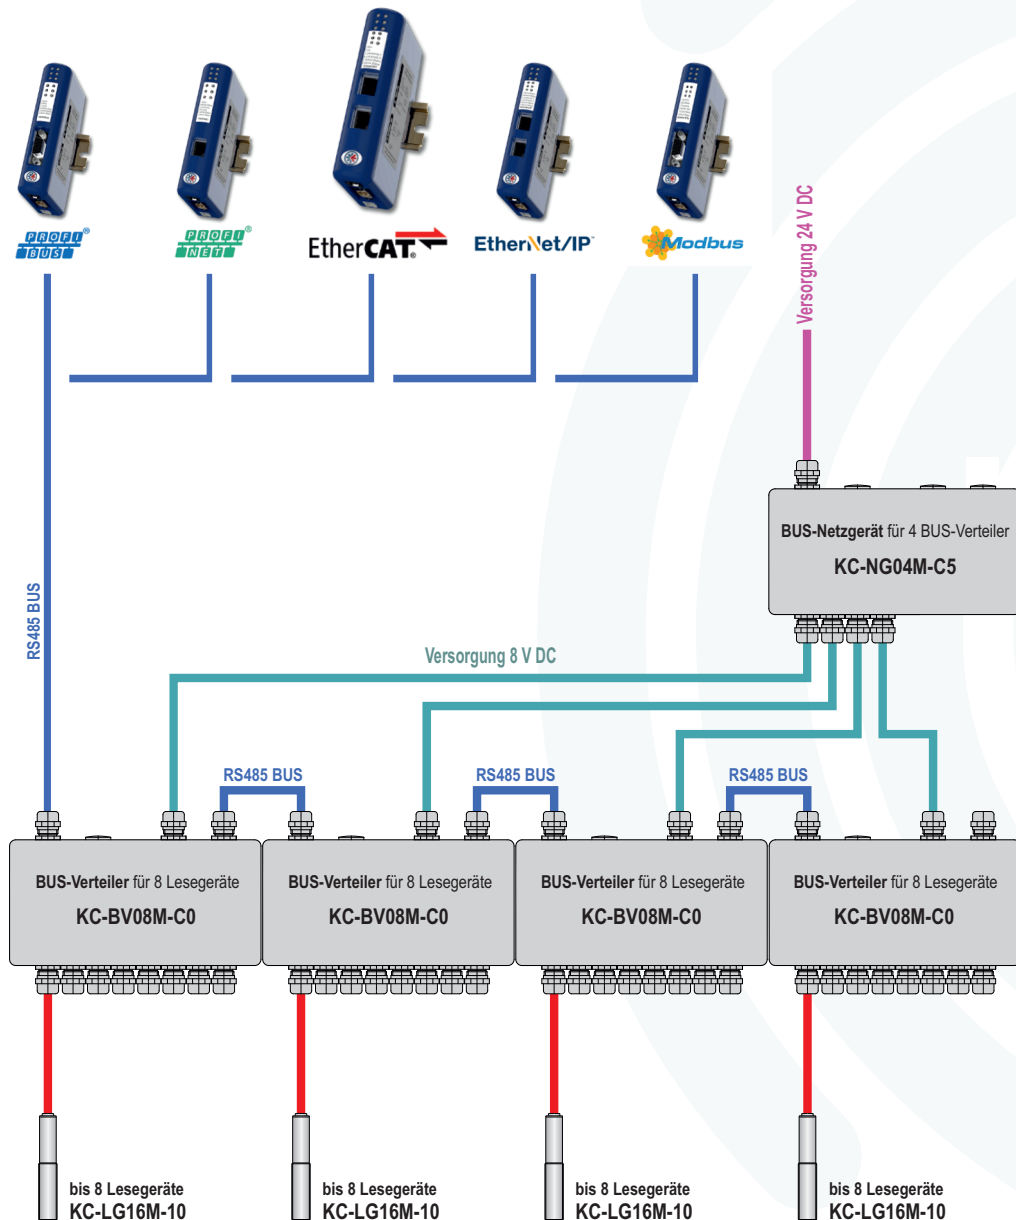 PROFI®
BUS
PROFI®
NET
EtherCAT®
EtherNet/IP™
Modbus
Versorgung 24 V DC
BUS-Netzgerät für 4 BUS-Verteiler
KC-NG04M-C5
RS485 BUS
Versorgung 8 V DC
RS485 BUS
RS485 BUS
RS485 BUS
BUS-Verteiler für 8 Lesegeräte
KC-BV08M-C0
BUS-Verteiler für 8 Lesegeräte
KC-BV08M-C0
BUS-Verteiler für 8 Lesegeräte
KC-BV08M-C0
BUS-Verteiler für 8 Lesegeräte
KC-BV08M-C0
bis 8 Lesegeräte
KC-LG16M-10
bis 8 Lesegeräte
KC-LG16M-10
bis 8 Lesegeräte
KC-LG16M-10
bis 8 Lesegeräte
KC-LG16M-10